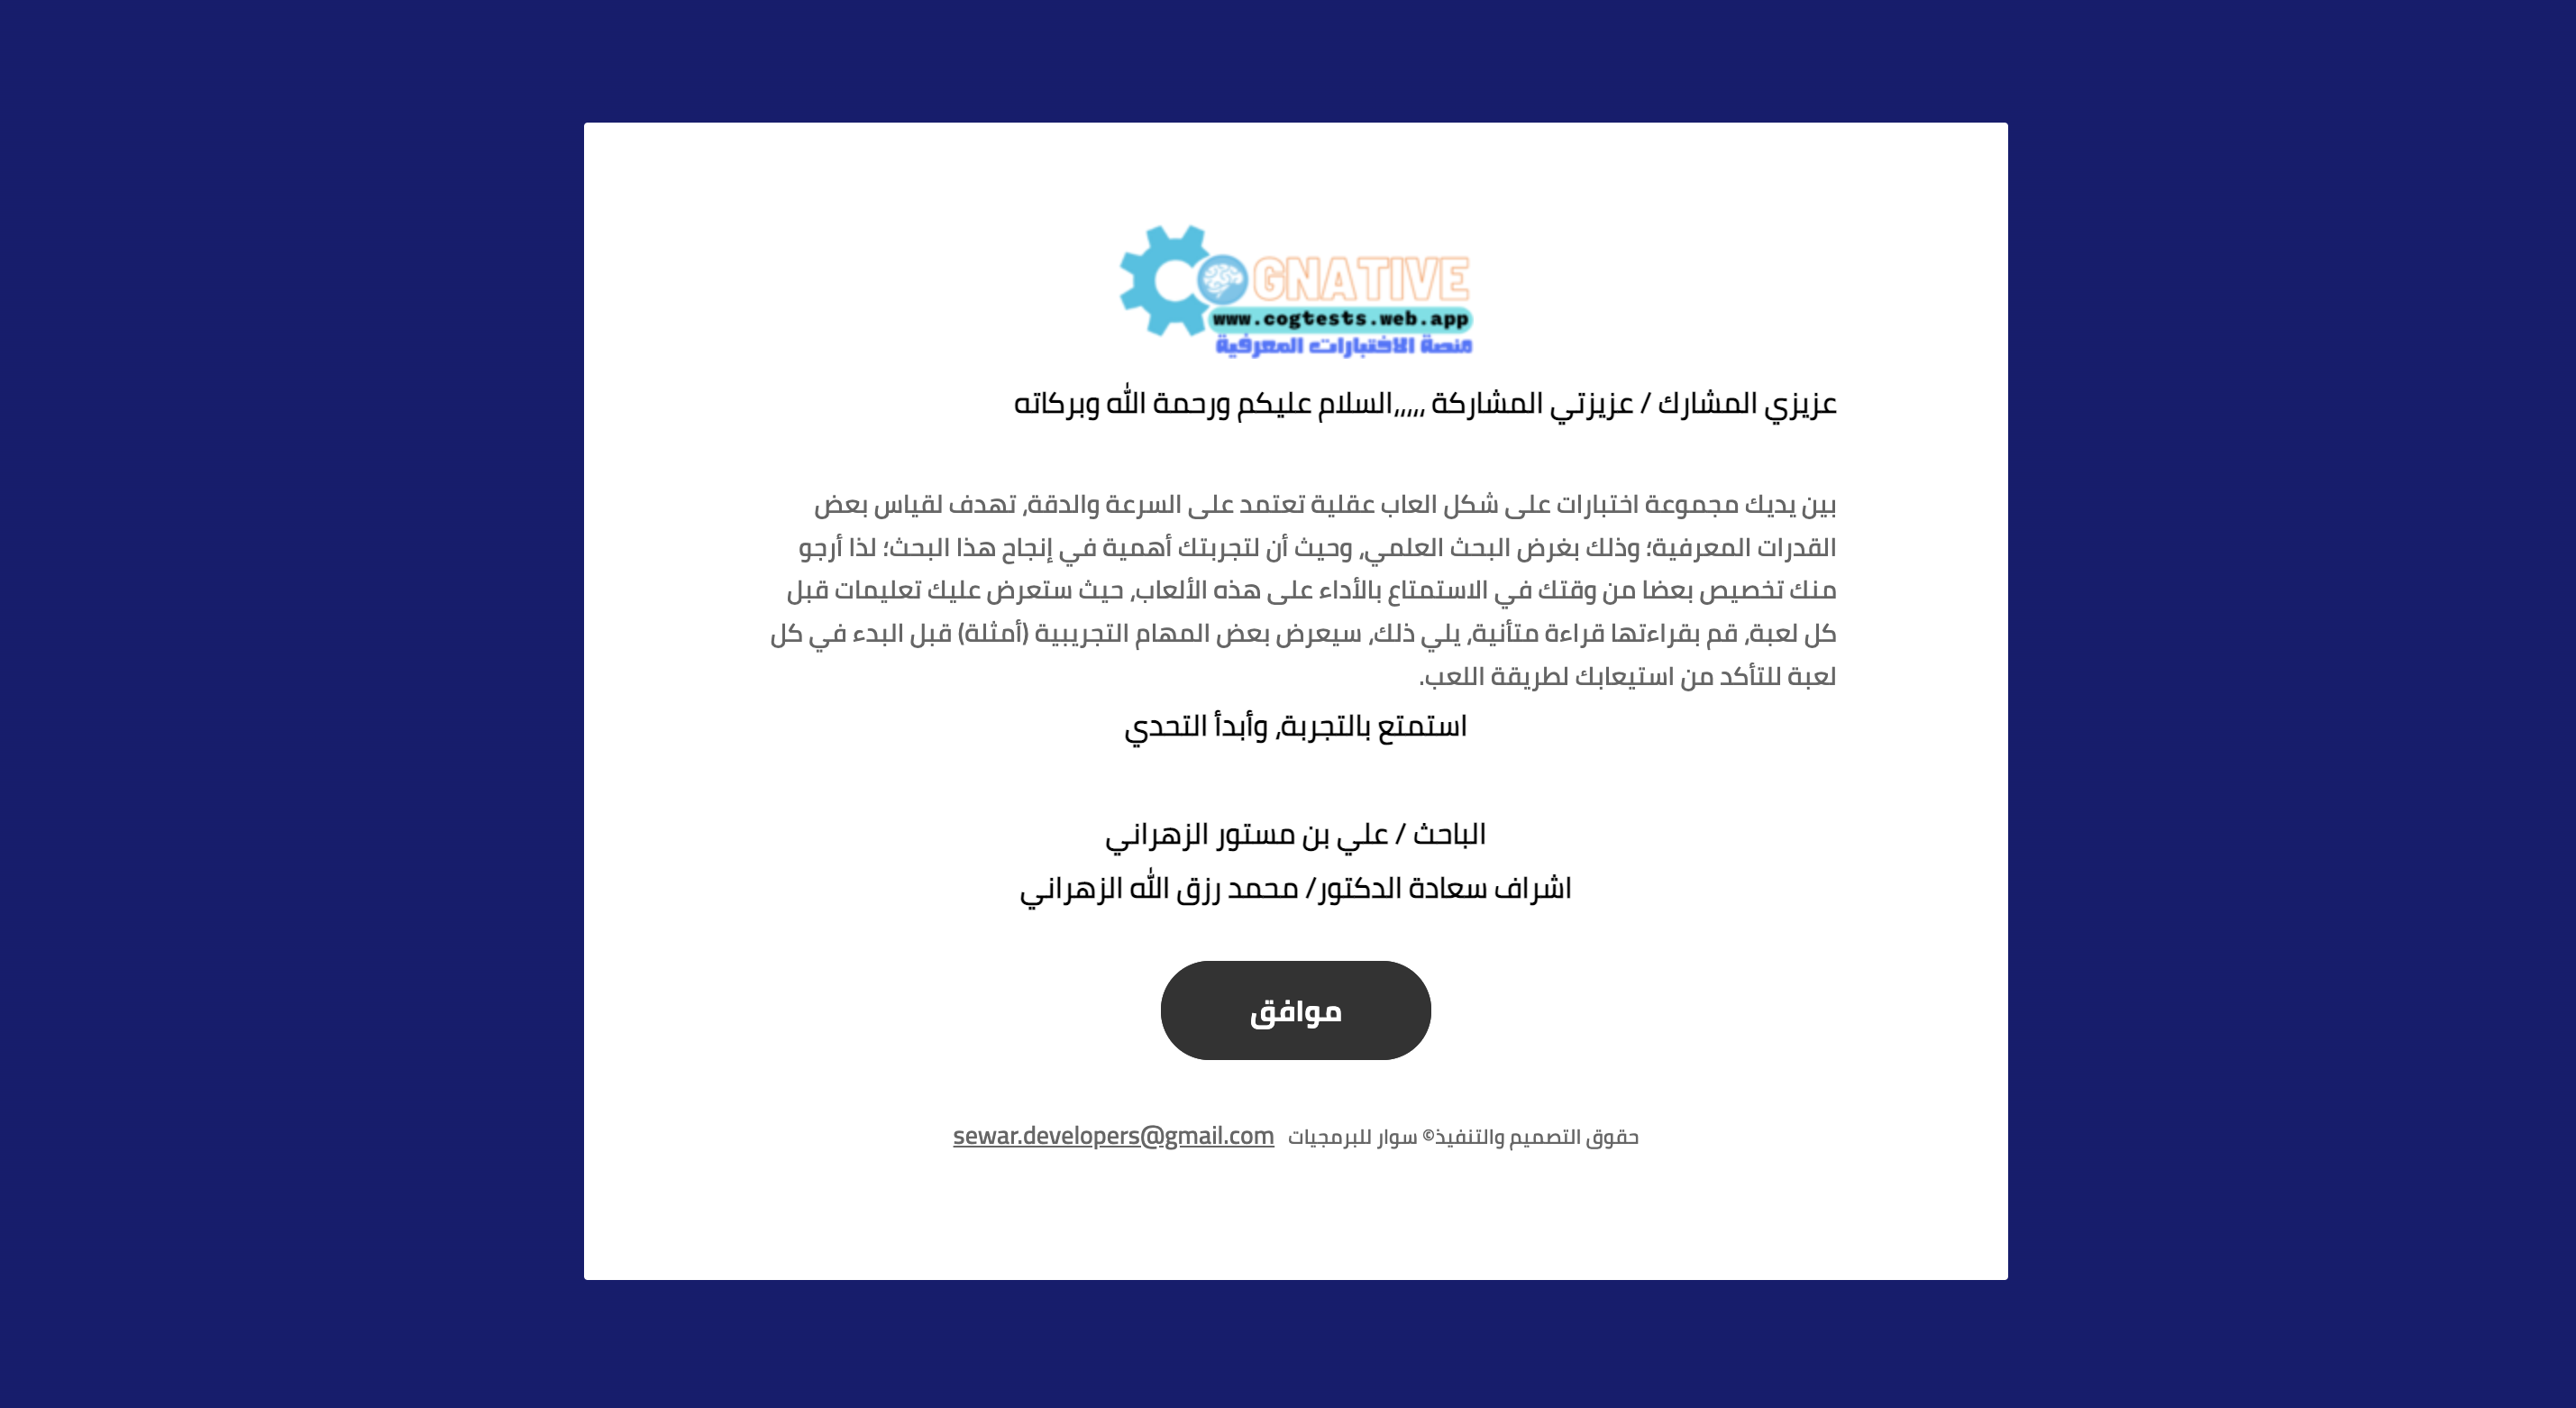 COGNATIVE
www.cogtests.web.app
منصة الاختبارات المعرفية
عزيزي المشارك / عزيزتي المشاركة ,,,,,السلام عليكم ورحمة الله وبركاته
بين يديك مجموعة اختبارات على شكل العاب عقلية تعتمد على السرعة والدقة، تهدف لقياس بعض
القدرات المعرفية؛ وذلك بغرض البحث العلمي، وحيث أن لتجربتك أهمية في إنجاح هذا البحث؛ لذا أرجو
منك تخصيص بعضا من وقتك في الاستمتاع بالأداء على هذه الألعاب، حيث ستعرض عليك تعليمات قبل
كل لعبة، قم بقراءتها قراءة متأنية، يلي ذلك، سيعرض بعض المهام التجريبية (أمثلة) قبل البدء في كل
لعبة للتأكد من استيعابك لطريقة اللعب.
استمتع بالتجربة، وأبدأ التحدي
الباحث / علي بن مستور الزهراني
اشراف سعادة الدكتور/ محمد رزق الله الزهراني
موافق
حقوق التصميم والتنفيذ© سوار للبرمجيات sewar.developers@gmail.com